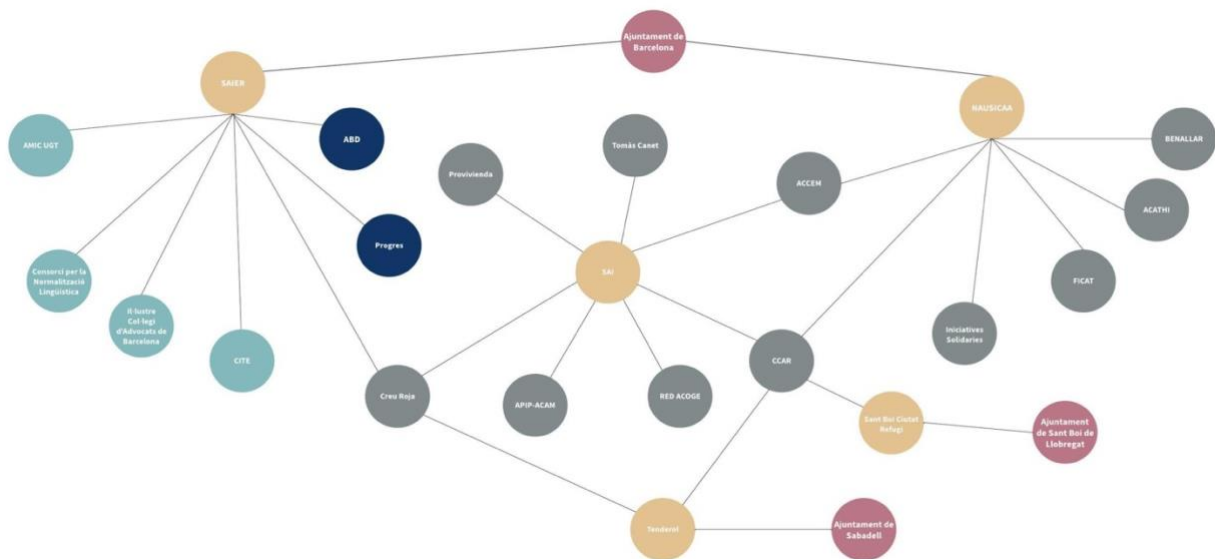 Ajuntament de
Barcelona
SAIER
NAUSICAA
AMIC UGT
ABD
Tomàs Canet
BENALLAR
Provivienda
ACCEM
ACATHI
Progres
Consorci per la
Normalització
Lingüística
SAI
FICAT
Il·lustre
Col·legi
d'Advocats de
Barcelona
Iniciatives
Solidaries
CITE
CCAR
Creu Roja
APIP-ACAM
RED ACOGE
Sant Boi Ciutat
Refugi
Ajuntament
de Sant Boi de
Llobregat
Tenderol
Ajuntament de
Sabadell